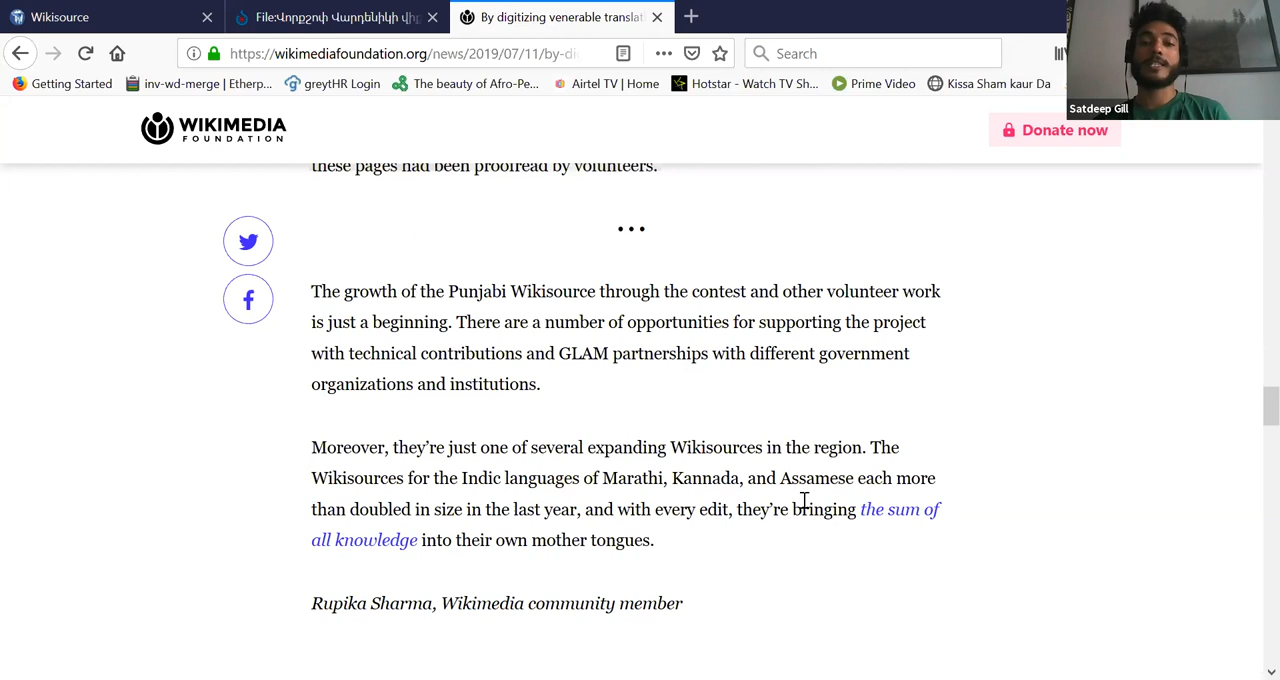 Wikisource
File:Վորքշոփ Վարդենիկի վիք
By digitizing venerable translat
https://wikimediafoundation.org/news/2019/07/11/by-di
Search
Getting Started
inv-wd-merge | Etherp...
greytHR Login
The beauty of Afro-Pe...
Airtel TV | Home
Hotstar - Watch TV Sh...
Prime Video
Kissa Sham kaur Da
Satdeep Gill
WIKIMEDIA
FOUNDATION
Donate now
these pages had been proofread by volunteers.
•••
The growth of the Punjabi Wikisource through the contest and other volunteer work
is just a beginning. There are a number of opportunities for supporting the project
with technical contributions and GLAM partnerships with different government
organizations and institutions.
Moreover, they’re just one of several expanding Wikisources in the region. The
Wikisources for the Indic languages of Marathi, Kannada, and Assamese each more
than doubled in size in the last year, and with every edit, they’re bringing the sum of
all knowledge into their own mother tongues.
Rupika Sharma, Wikimedia community member